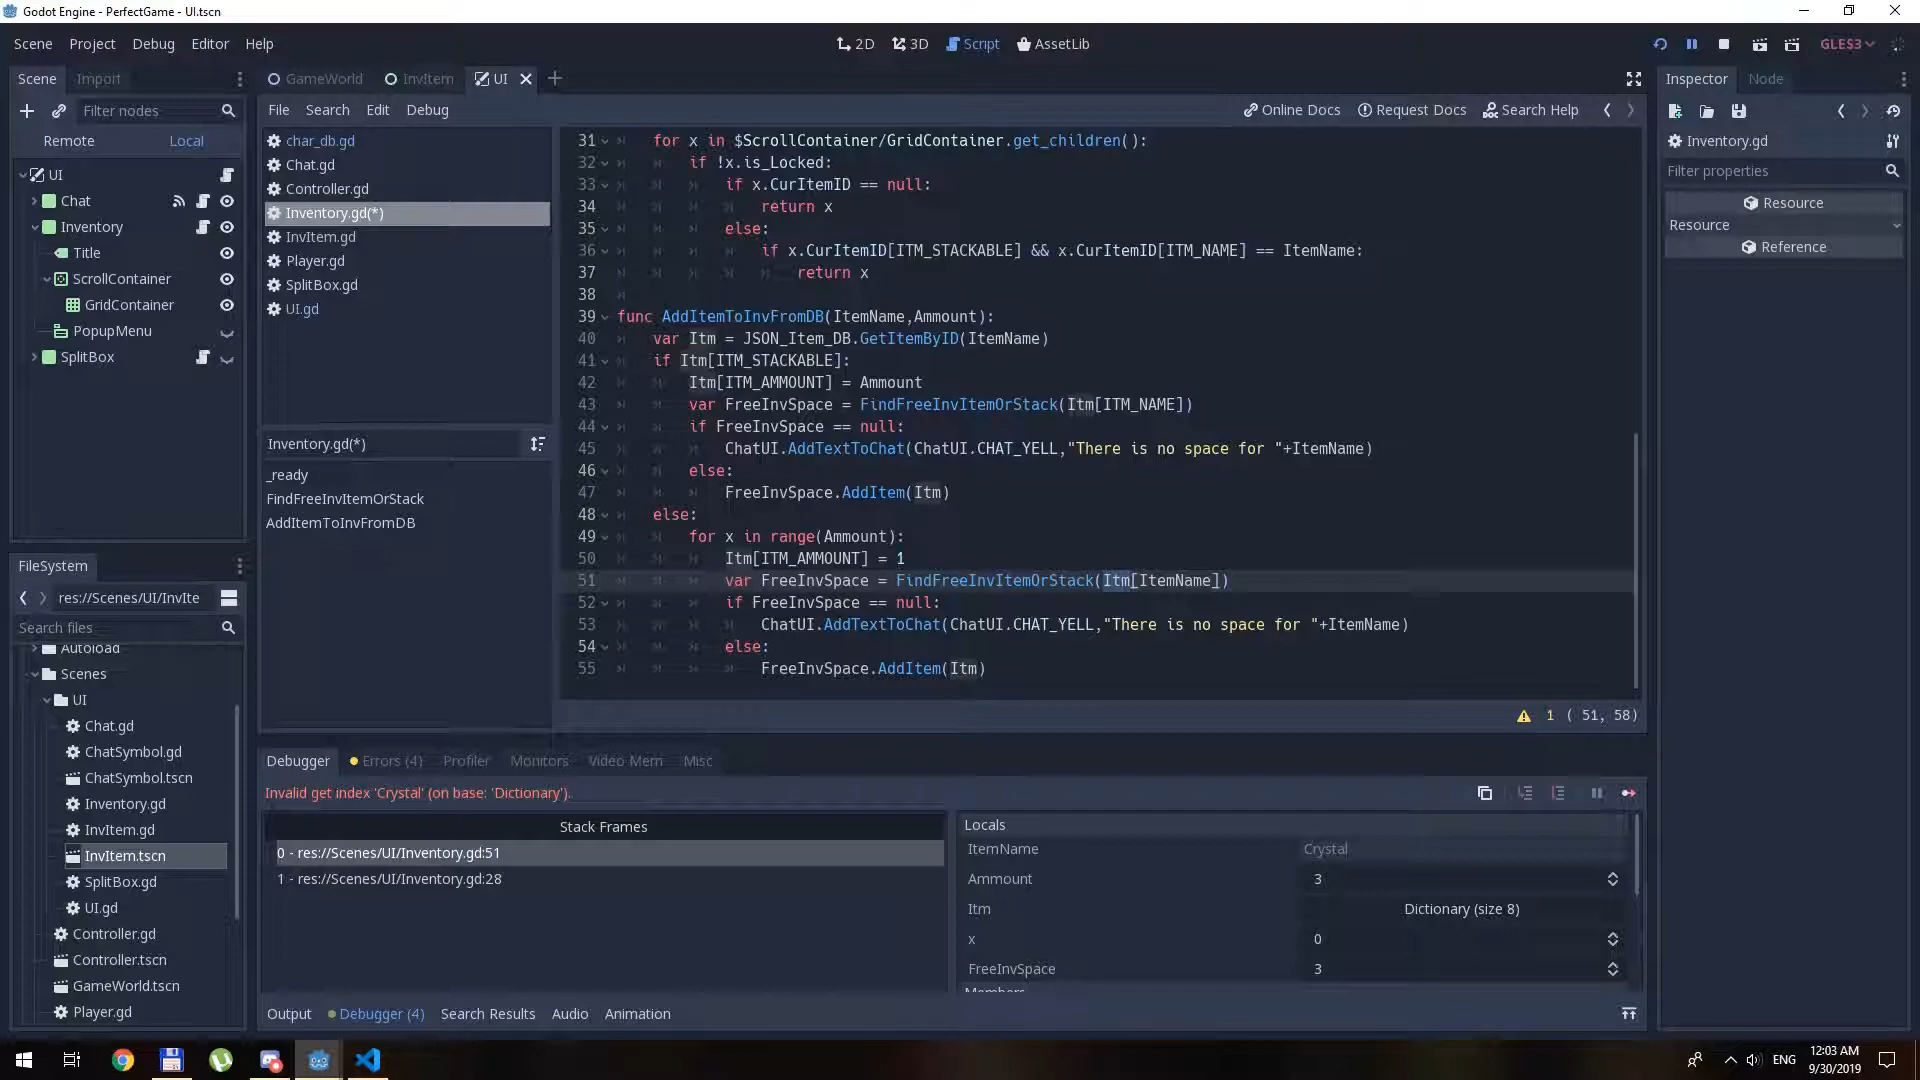 Godot Engine - PerfectGame - UI.tscn
Scene Project Debug Editor Help
2D 3D Script AssetLib
GLES3
Scene Import
GameWorld InvItem UI
Inspector Node
Filter nodes
File Search Edit Debug
Online Docs Request Docs Search Help
Remote Local
UI
Chat
Inventory
Title
ScrollContainer
GridContainer
PopupMenu
SplitBox
char_db.gd
Chat.gd
Controller.gd
Inventory.gd(*)
InvItem.gd
Player.gd
SplitBox.gd
UI.gd
Inventory.gd(*)
_ready
FindFreeInvItemOrStack
AddItemToInvFromDB
31 for x in $ScrollContainer/GridContainer.get_children():
32 if !x.is_Locked:
33 if x.CurItemID == null:
34 return x
35 else:
36 if x.CurItemID[ITM_STACKABLE] && x.CurItemID[ITM_NAME] == ItemName:
37 return x
38
39 func AddItemToInvFromDB(ItemName,Ammount):
40 var Itm = JSON_Item_DB.GetItemByID(ItemName)
41 if Itm[ITM_STACKABLE]:
42 Itm[ITM_AMMOUNT] = Ammount
43 var FreeInvSpace = FindFreeInvItemOrStack(Itm[ITM_NAME])
44 if FreeInvSpace == null:
45 ChatUI.AddTextToChat(ChatUI.CHAT_YELL,"There is no space for "+ItemName)
46 else:
47 FreeInvSpace.AddItem(Itm)
48 else:
49 for x in range(Ammount):
50 Itm[ITM_AMMOUNT] = 1
51 var FreeInvSpace = FindFreeInvItemOrStack(Itm[ItemName])
52 if FreeInvSpace == null:
53 ChatUI.AddTextToChat(ChatUI.CHAT_YELL,"There is no space for "+ItemName)
54 else:
55 FreeInvSpace.AddItem(Itm)
1 ( 51, 58)
Inventory.gd
Filter properties
Resource
Resource
Reference
FileSystem
res://Scenes/UI/InvIte
Search files
Autoload
Scenes
UI
Chat.gd
ChatSymbol.gd
ChatSymbol.tscn
Inventory.gd
InvItem.gd
InvItem.tscn
SplitBox.gd
UI.gd
Controller.gd
Controller.tscn
GameWorld.tscn
Player.gd
Debugger Errors (4) Profiler Monitors Video Mem Misc
Invalid get index 'Crystal' (on base: 'Dictionary').
Stack Frames
0 - res://Scenes/UI/Inventory.gd:51
1 - res://Scenes/UI/Inventory.gd:28
Locals
ItemName Crystal
Ammount 3
Itm Dictionary (size 8)
x 0
FreeInvSpace 3
Members
Output Debugger (4) Search Results Audio Animation
ENG
12:03 AM
9/30/2019